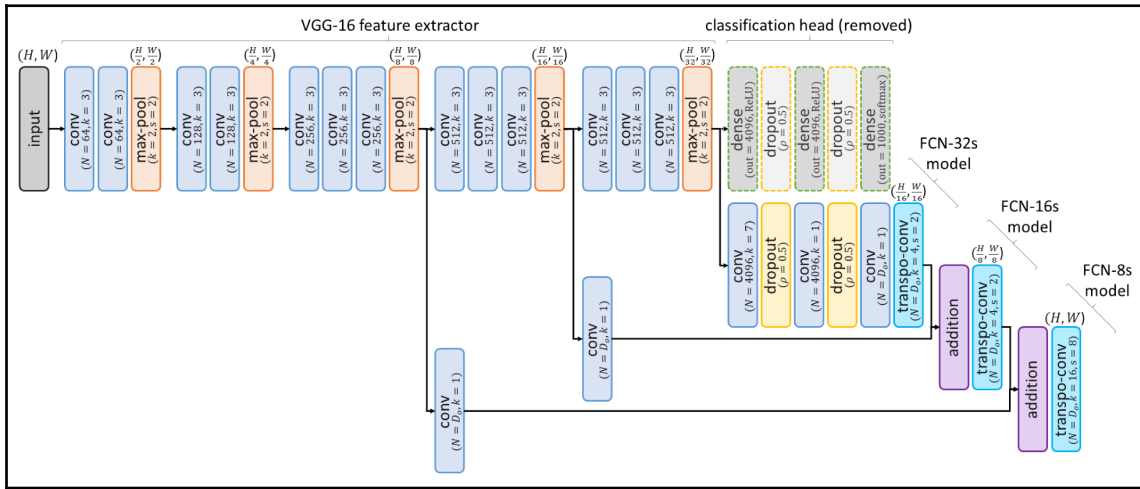 VGG-16 feature extractor
classification head (removed)
(H, W)
(H/2, W/2)
(H/4, W/4)
(H/8, W/8)
(H/16, W/16)
(H/32, W/32)
input
conv
(N = 64, k = 3)
conv
(N = 64, k = 3)
max-pool
(k = 2, s = 2)
conv
(N = 128, k = 3)
conv
(N = 128, k = 3)
max-pool
(k = 2, s = 2)
conv
(N = 256, k = 3)
conv
(N = 256, k = 3)
conv
(N = 256, k = 3)
max-pool
(k = 2, s = 2)
conv
(N = 512, k = 3)
conv
(N = 512, k = 3)
conv
(N = 512, k = 3)
max-pool
(k = 2, s = 2)
conv
(N = 512, k = 3)
conv
(N = 512, k = 3)
conv
(N = 512, k = 3)
max-pool
(k = 2, s = 2)
dense
(out = 4096, ReLU)
dropout
(ρ = 0.5)
dense
(out = 4096, ReLU)
dropout
(ρ = 0.5)
dense
(out = 1000, softmax)
FCN-32s
model
(H/16, W/16)
conv
(N = 4096, k = 7)
dropout
(ρ = 0.5)
conv
(N = 4096, k = 1)
dropout
(ρ = 0.5)
conv
(N = Dₒ, k = 1)
transpo-conv
(N = Dₒ, k = 4, s = 2)
FCN-16s
model
(H/8, W/8)
conv
(N = Dₒ, k = 1)
addition
transpo-conv
(N = Dₒ, k = 4, s = 2)
FCN-8s
model
(H, W)
conv
(N = Dₒ, k = 1)
addition
transpo-conv
(N = Dₒ, k = 16, s = 8)